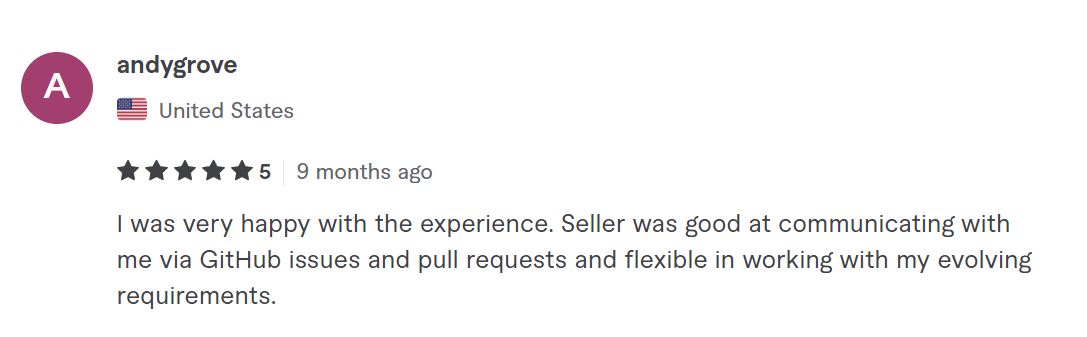 A
andygrove
United States
5
9 months ago
I was very happy with the experience. Seller was good at communicating with
me via GitHub issues and pull requests and flexible in working with my evolving
requirements.